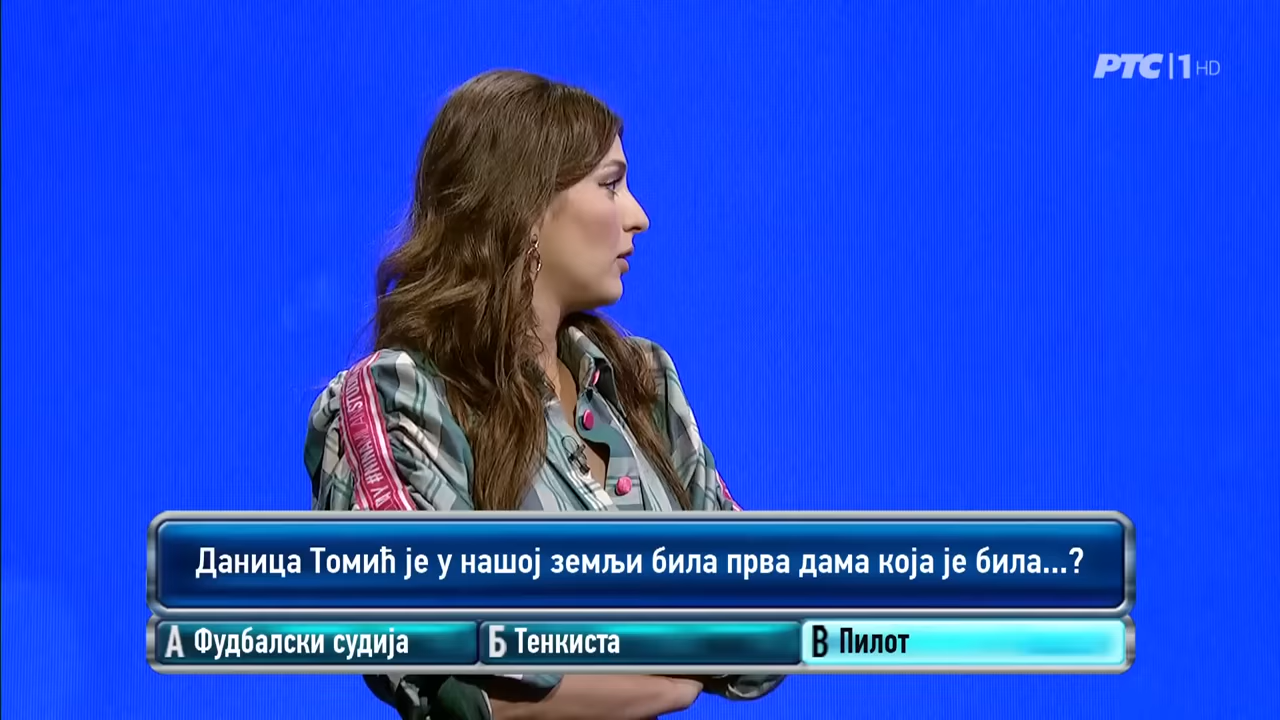 РТС|1 HD
Даница Томић је у нашој земљи била прва дама која је била...?
А Фудбалски судија
Б Тенкиста
В Пилот